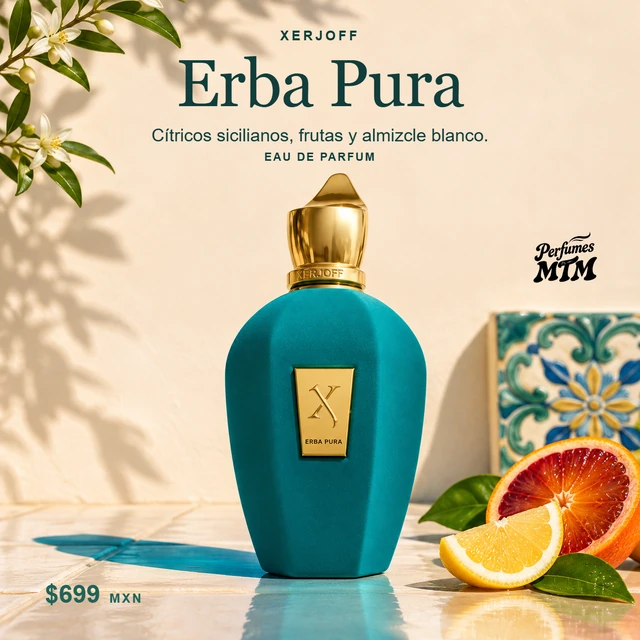 XERJOFF
Erba Pura
Cítricos sicilianos, frutas y almizcle blanco.
EAU DE PARFUM
XERJOFF
Perfumes
MTM
X
ERBA PURA
$699 MXN